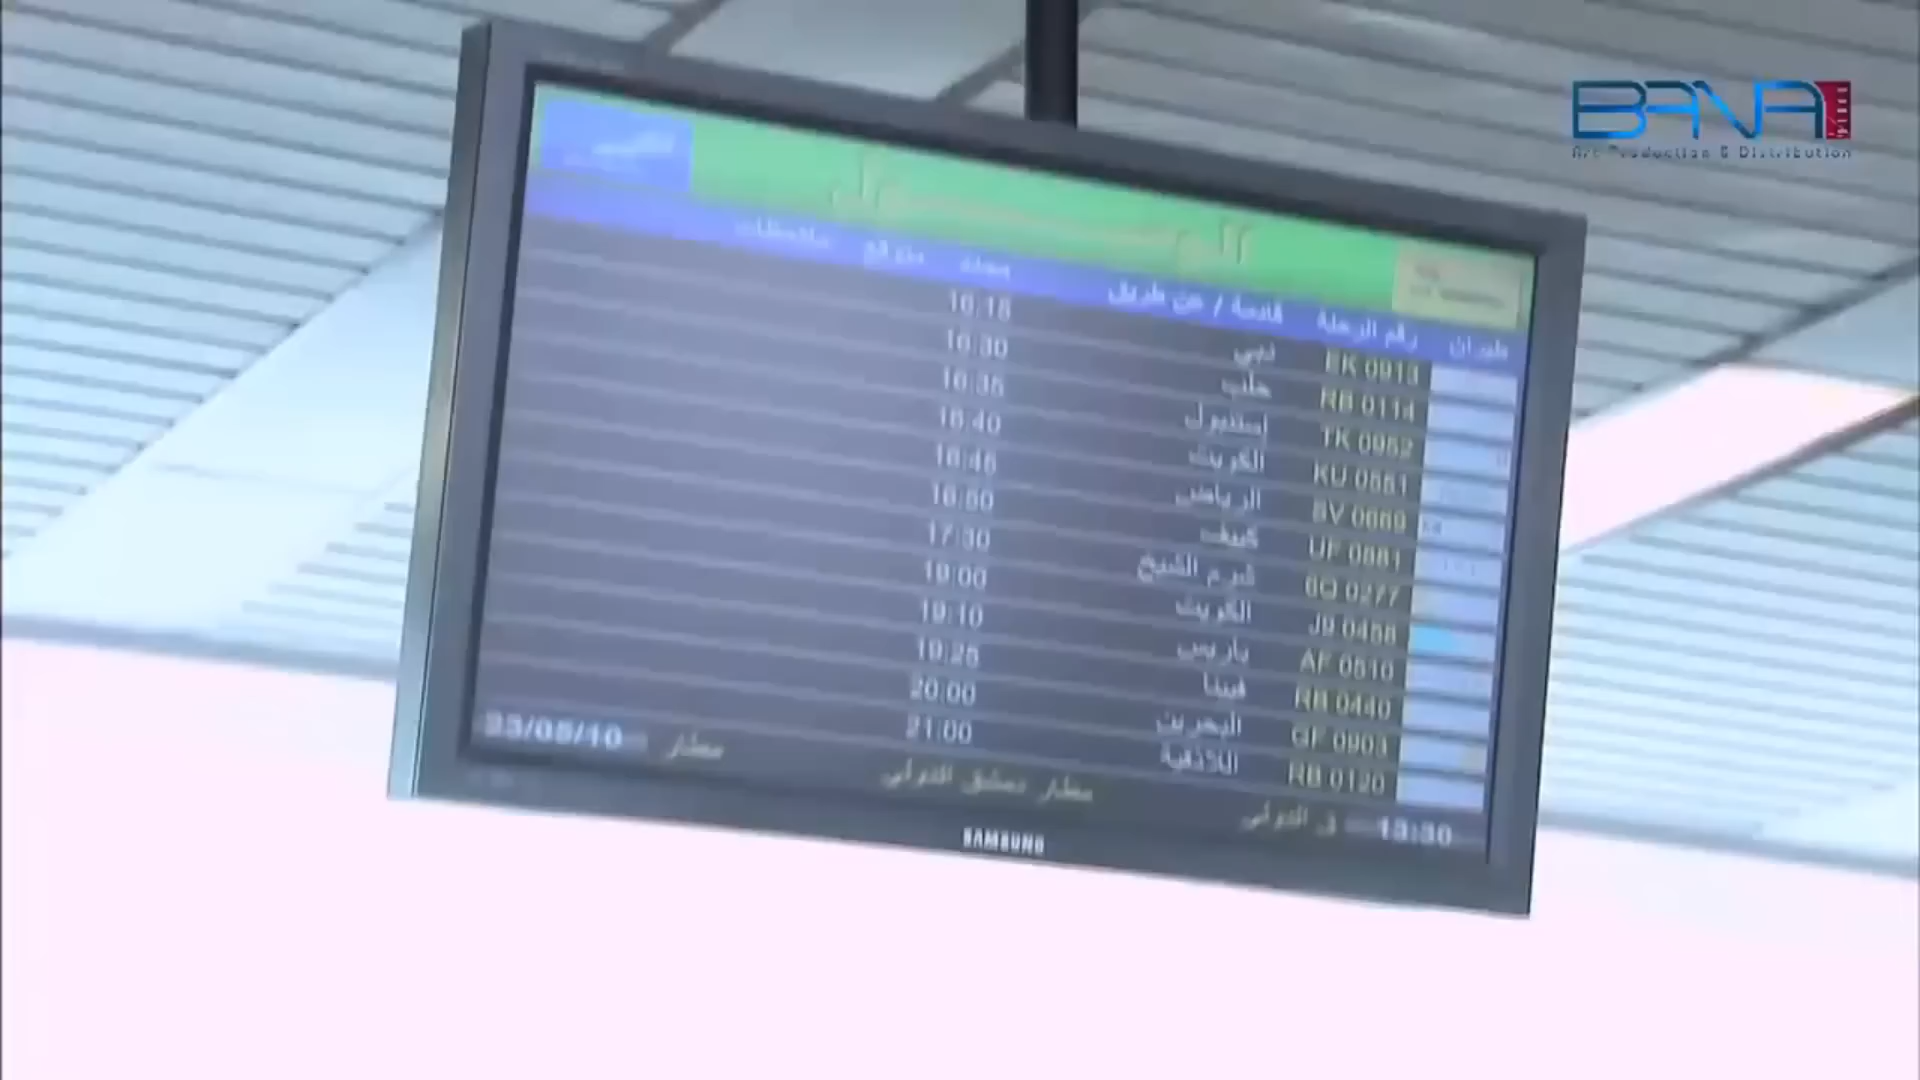 BANA
Art Production & Distribution
الوصول
طيران رقم الرحلة قادمة / عن طريق مجدد متوقع ملاحظات
EK 0913 دبي 16:15
RB 0114 حلب 16:30
TK 0952 إستنبول 16:35
KU 0551 الكويت 16:40
SV 0669 الرياض 16:45
UF 0881 كييف 16:50
6Q 0277 شرم الشيخ 17:30
J9 0458 الكويت 19:00
AF 0510 باريس 19:10
RB 0440 فيينا 19:25
GF 0903 البحرين 20:00
RB 0120 اللاذقية 21:00
13:30 ق الدولي مطار دمشق الدولي مطار 23/05/10
SAMSUNG